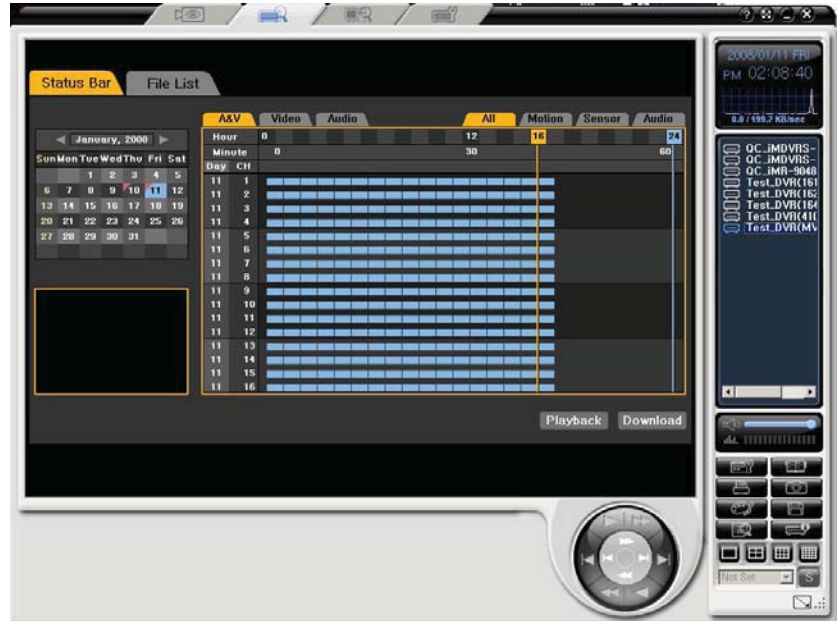 Status Bar File List
A&V Video Audio All Motion Sensor Audio
January, 2008
Sun Mon Tue Wed Thu Fri Sat
1 2 3 4 5
6 7 8 9 10 11 12
13 14 15 16 17 18 19
20 21 22 23 24 25 26
27 28 29 30 31
Hour 0 12 16 24
Minute 0 30 60
Day CH
11 1
11 2
11 3
11 4
11 5
11 6
11 7
11 8
11 9
11 10
11 11
11 12
11 13
11 14
11 15
11 16
Playback Download
2008/01/11 FRI
PM 02:08:40
0.0 / 199.2 KB/sec
QC_iMDVRS-
QC_iMDVRS-
QC_iMR-9048
Test_DVR(161
Test_DVR(162
Test_DVR(164
Test_DVR(410
Test_DVR(MV
Not Set S